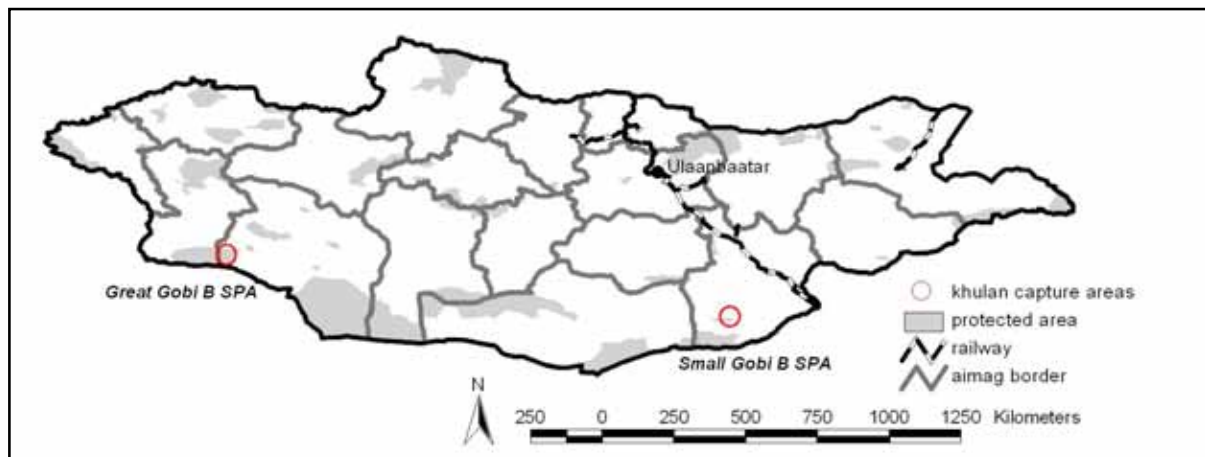 Ulaanbaatar
Great Gobi B SPA
Small Gobi B SPA
khulan capture areas
protected area
railway
aimag border
N
250 0 250 450 750 1000 1250 Kilometers